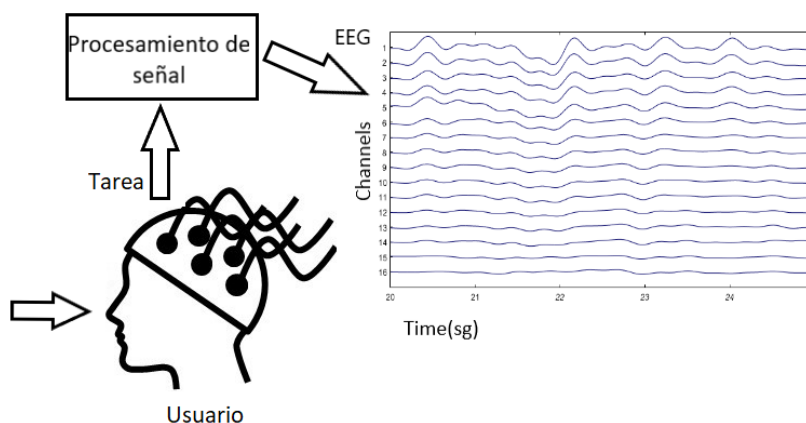 Procesamiento de
señal
EEG
Tarea
Usuario
Channels
1
2
3
4
5
6
7
8
9
10
11
12
13
14
15
16
20 21 22 23 24
Time(sg)